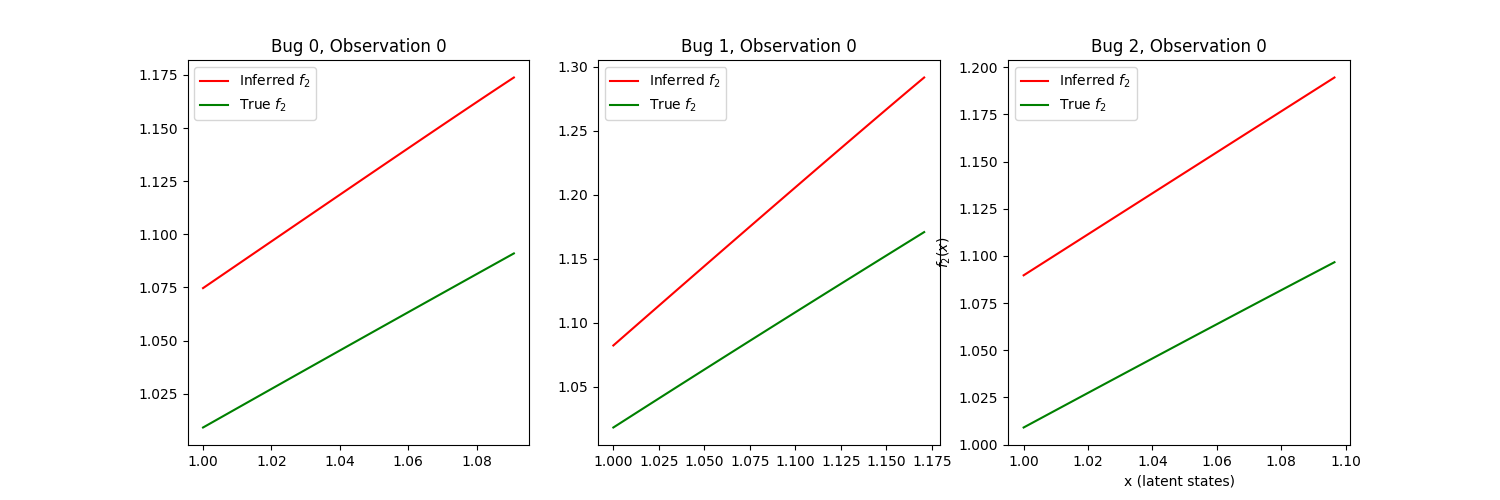 Bug 0, Observation 0
Inferred f₂
True f₂
1.175
1.150
1.125
1.100
1.075
1.050
1.025
1.00 1.02 1.04 1.06 1.08
Bug 1, Observation 0
Inferred f₂
True f₂
1.30
1.25
1.20
1.15
1.10
1.05
1.000 1.025 1.050 1.075 1.100 1.125 1.150 1.175
Bug 2, Observation 0
Inferred f₂
True f₂
f₂(x)
1.200
1.175
1.150
1.125
1.100
1.075
1.050
1.025
1.000
1.00 1.02 1.04 1.06 1.08 1.10
x (latent states)